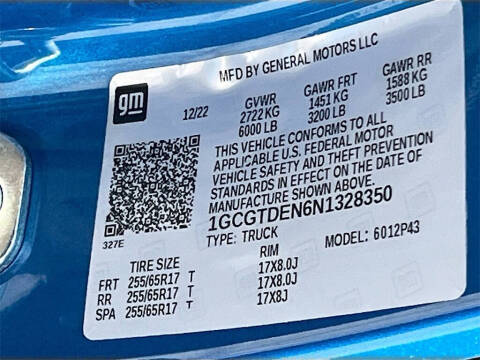 MFD BY GENERAL MOTORS LLC
gm
12/22 GVWR GAWR FRT GAWR RR
2722 KG 1451 KG 1588 KG
6000 LB 3200 LB 3500 LB
THIS VEHICLE CONFORMS TO ALL
APPLICABLE U.S. FEDERAL MOTOR
VEHICLE SAFETY AND THEFT PREVENTION
STANDARDS IN EFFECT ON THE DATE OF
MANUFACTURE SHOWN ABOVE.
1GCGTDEN6N1328350
327E
TYPE: TRUCK MODEL: 6012P43
TIRE SIZE RIM
FRT 255/65R17 T 17X8.0J
RR 255/65R17 T 17X8.0J
SPA 255/65R17 T 17X8J